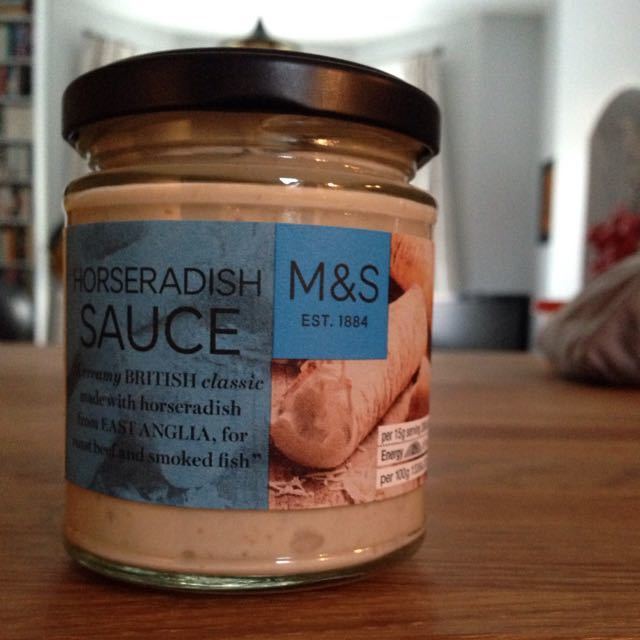 HORSERADISH
SAUCE
creamy BRITISH classic
made with horseradish
from EAST ANGLIA, for
roast beef and smoked fish"
M&S
EST. 1884
per 15g serving
Energy
per 100g